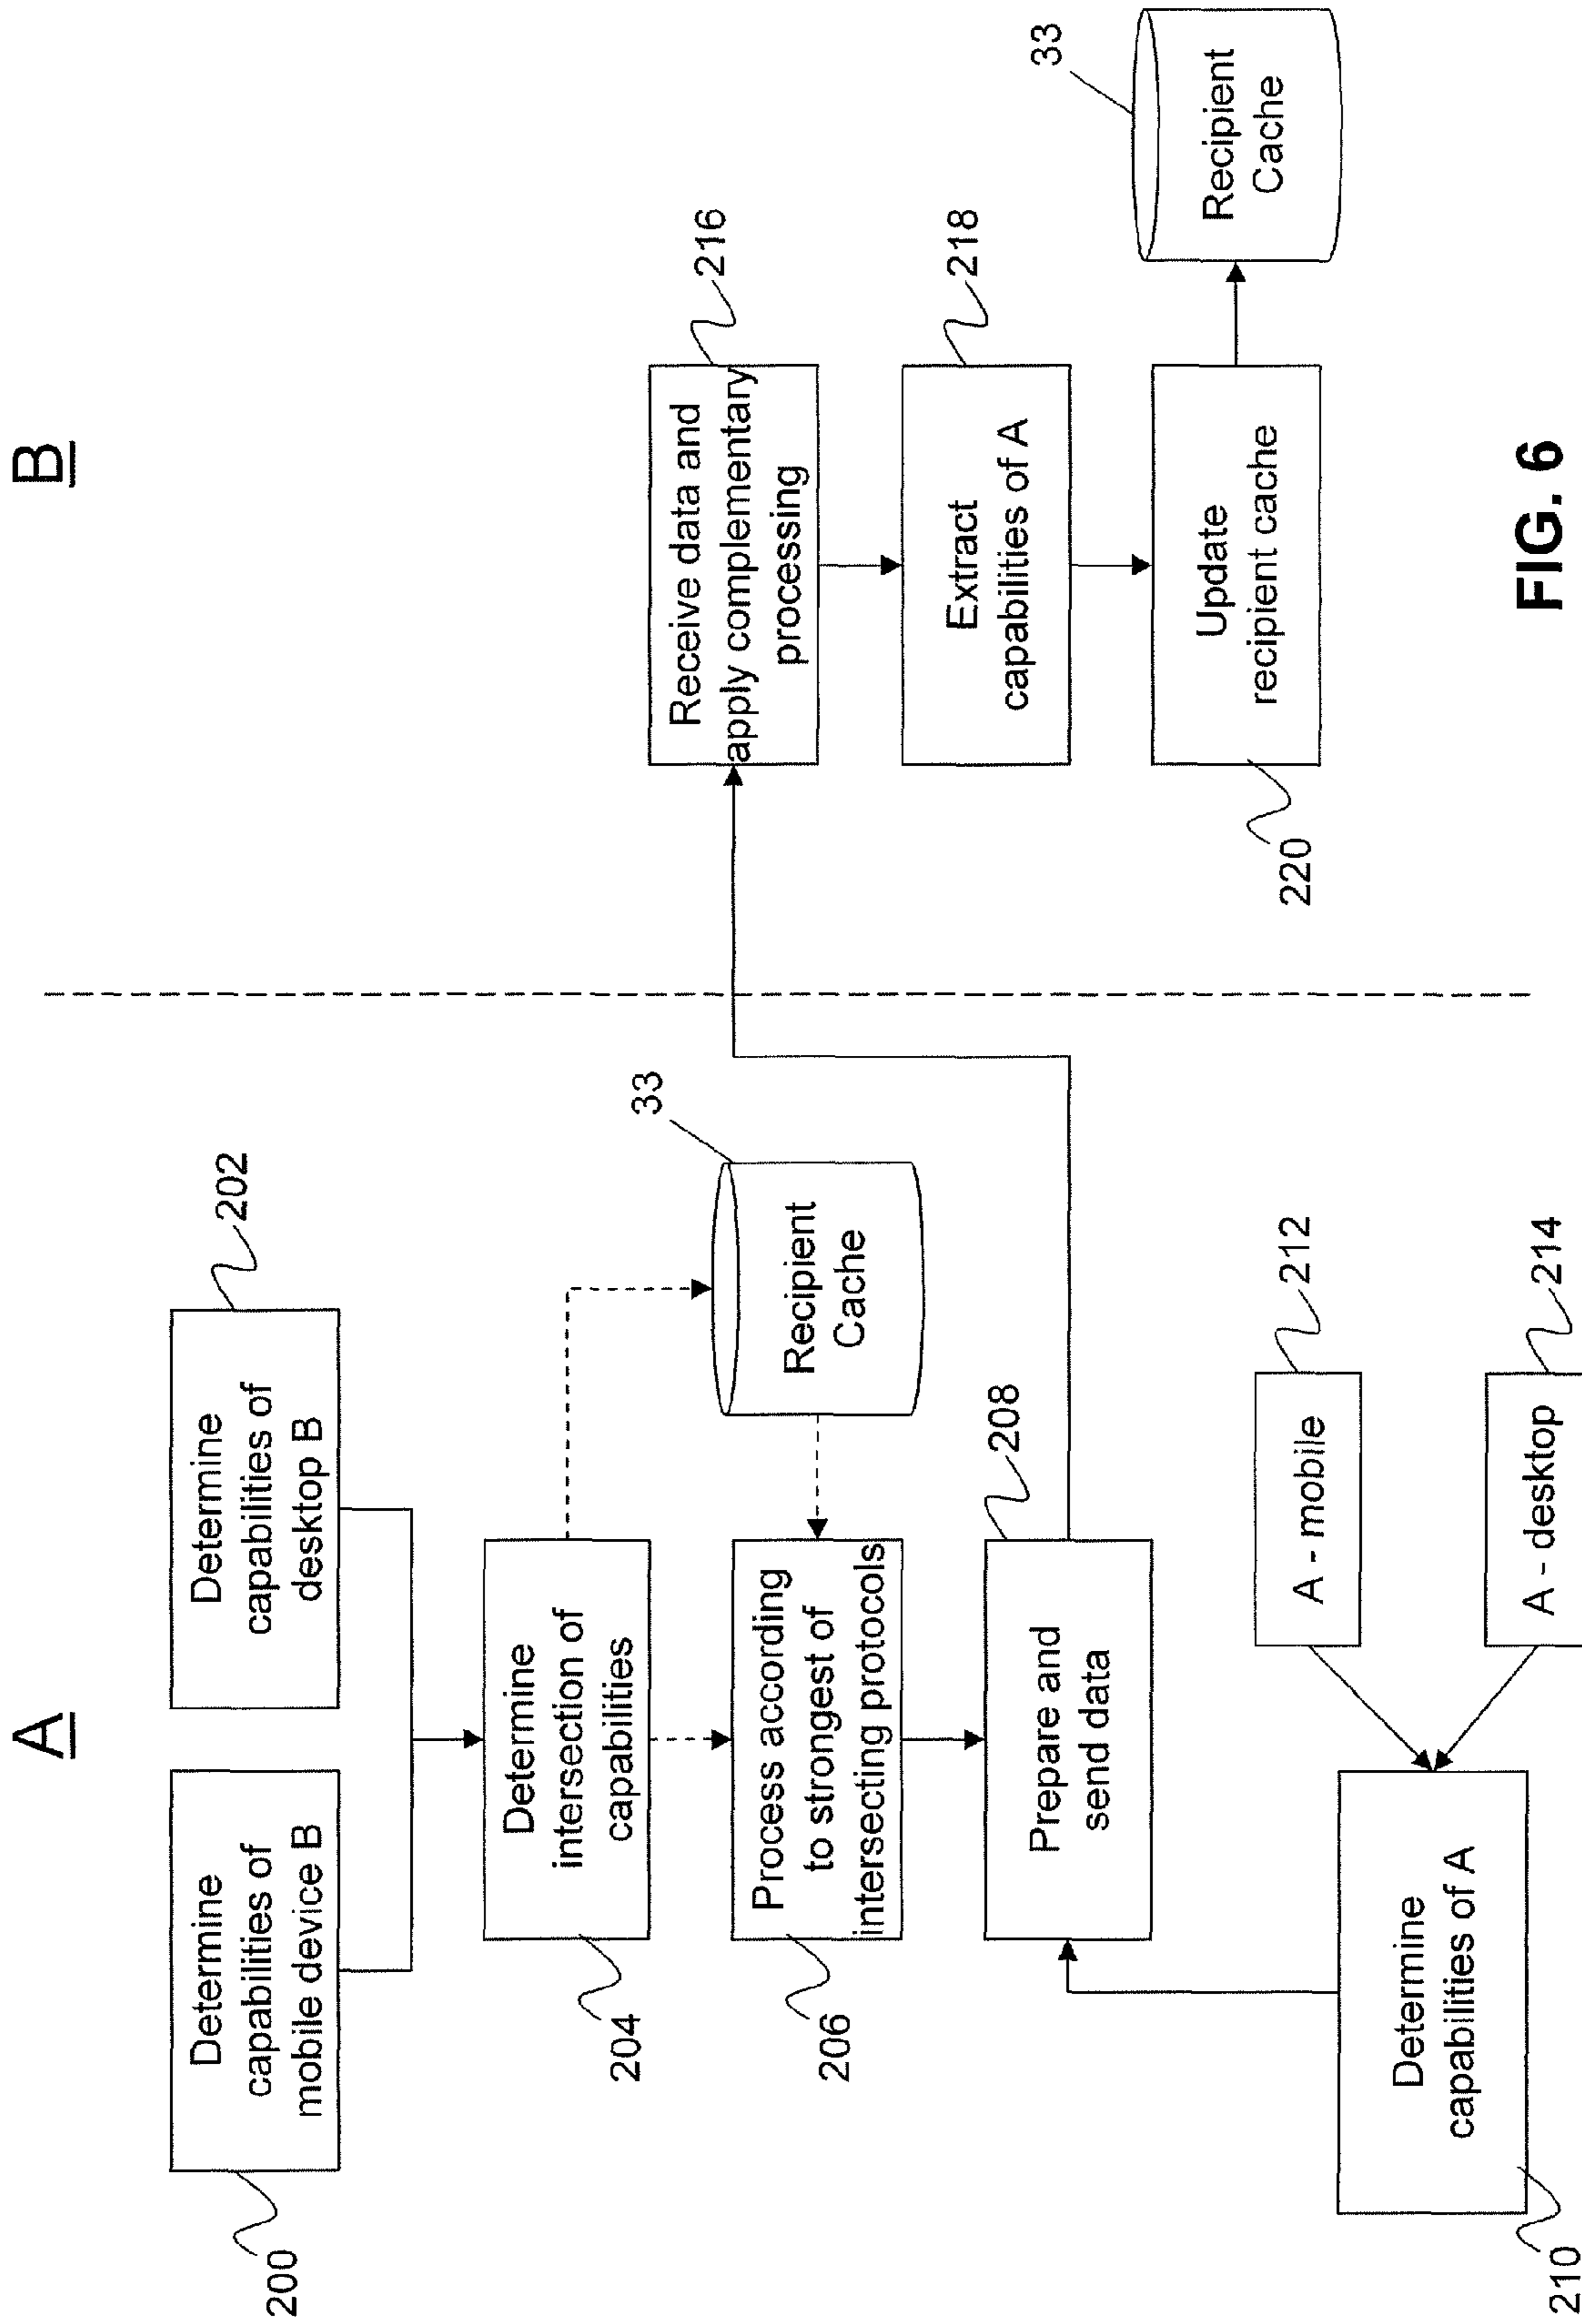 A
B
200
Determine
capabilities of
mobile device B
Determine
capabilities of
desktop B
202
204
Determine
intersection of
capabilities
33
Recipient
Cache
206
Process according
to strongest of
intersecting protocols
208
Prepare and
send data
210
Determine
capabilities of A
A - mobile
212
A - desktop
214
Receive data and
apply complementary
processing
216
Extract
capabilities of A
218
Update
recipient cache
220
33
Recipient
Cache
FIG. 6